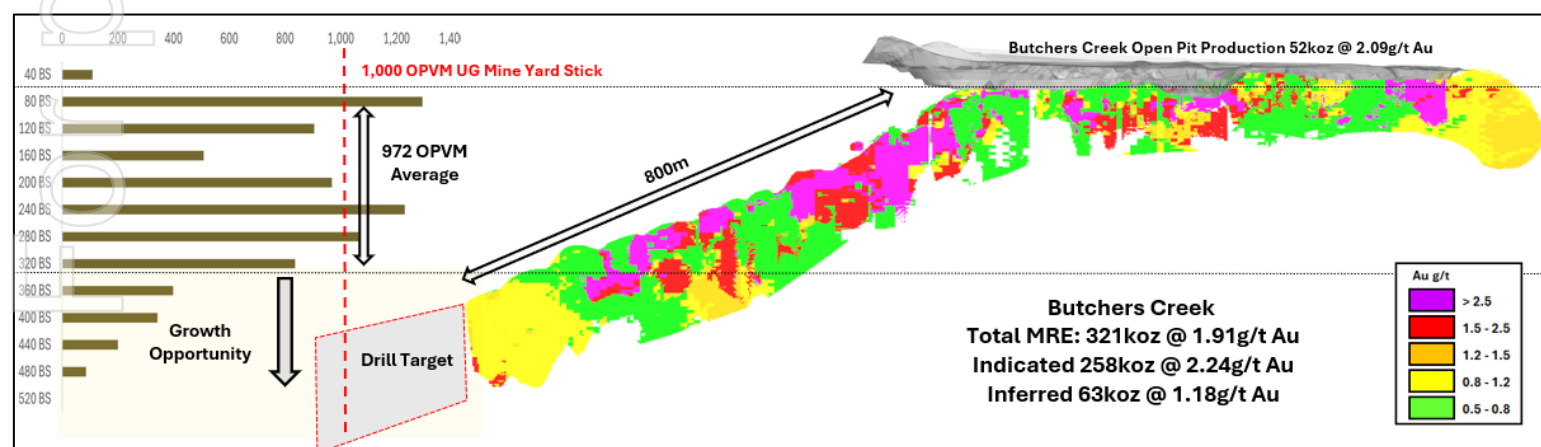 0 200 400 600 800 1,000 1,200 1,40
1,000 OPVM UG Mine Yard Stick
Butchers Creek Open Pit Production 52koz @ 2.09g/t Au
40 BS
80 BS
120 BS
160 BS
200 BS
240 BS
280 BS
320 BS
360 BS
400 BS
440 BS
480 BS
520 BS
972 OPVM
Average
800m
Growth
Opportunity
Drill Target
Butchers Creek
Total MRE: 321koz @ 1.91g/t Au
Indicated 258koz @ 2.24g/t Au
Inferred 63koz @ 1.18g/t Au
Au g/t
> 2.5
1.5 - 2.5
1.2 - 1.5
0.8 - 1.2
0.5 - 0.8